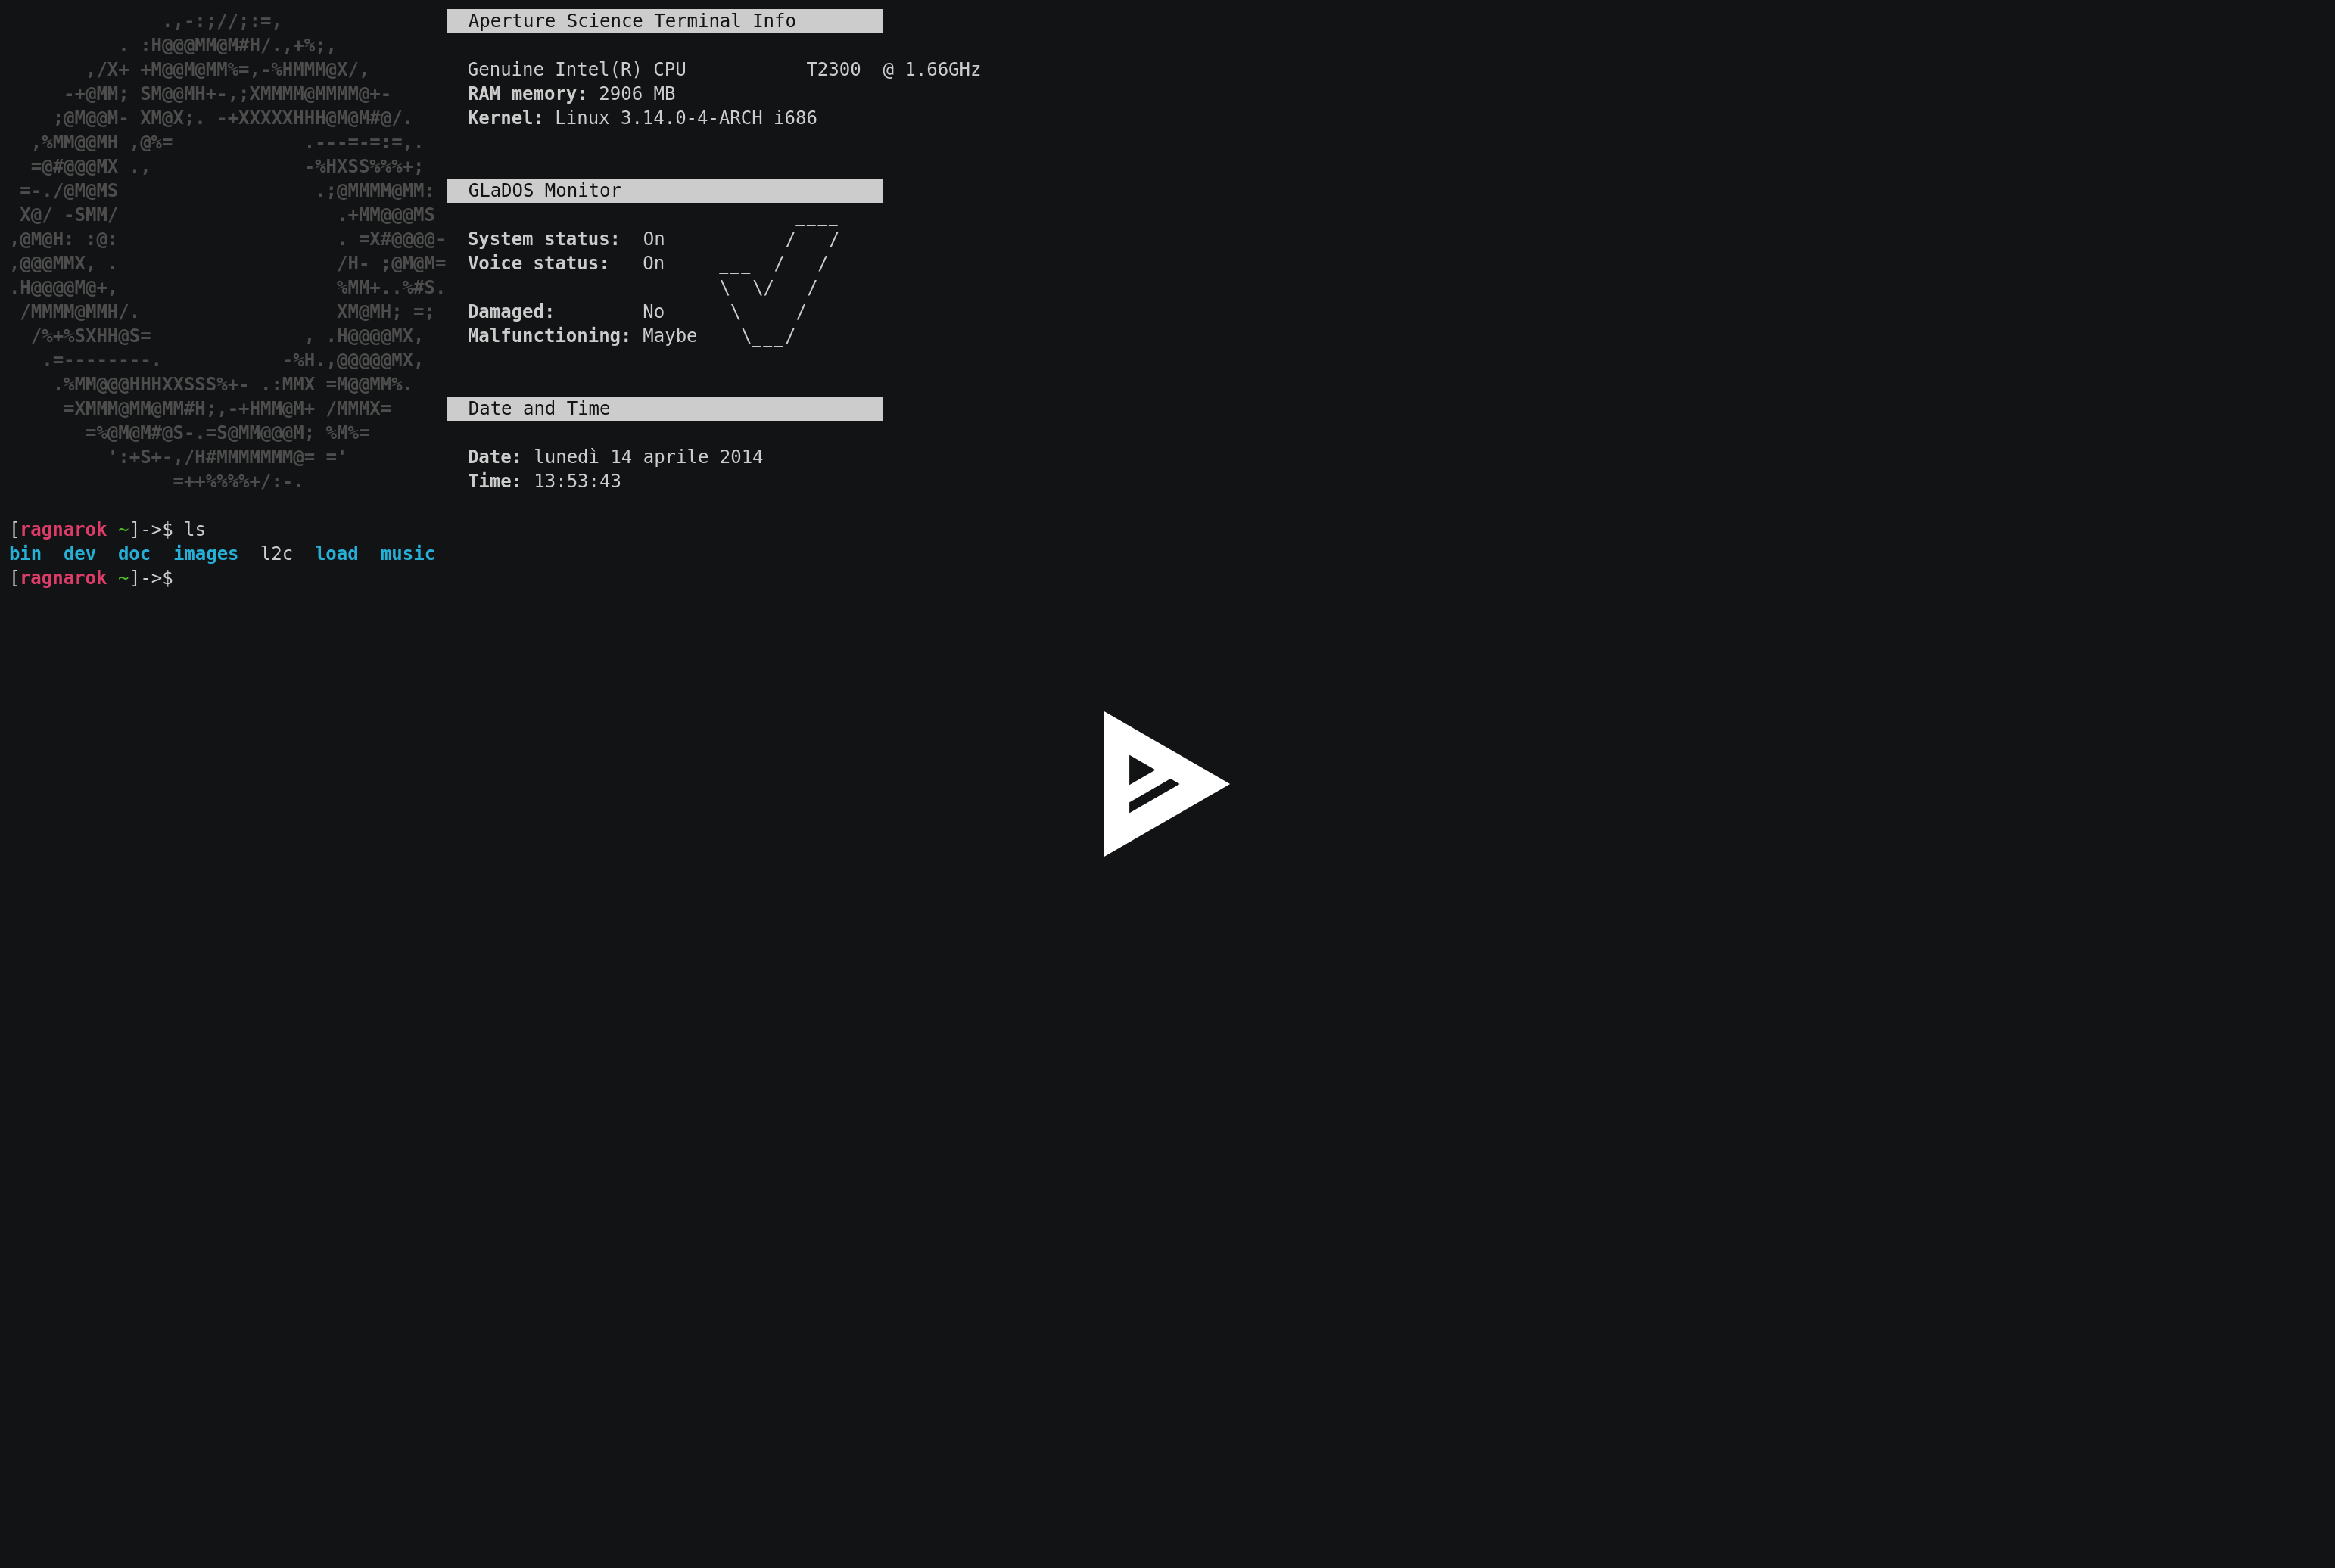 .,-:;//;:=,
              . :H@@@MM@M#H/.,+%;,
           ,/X+ +M@@M@MM%=,-%HMMM@X/,
         -+@MM; SM@@MH+-,;XMMMM@MMMM@+-
        ;@M@@M- XM@X;. -+XXXXXHHH@M@M#@/.
      ,%MM@@MH ,@%=            .---=-=:=,.
      =@#@@@MX .,              -%HXSS%%%+;
     =-./@M@MS                  .;@MMMM@MM:
     X@/ -SMM/                    .+MM@@@MS
    ,@M@H: :@:                    . =X#@@@@-
    ,@@@MMX, .                    /H- ;@M@M=
    .H@@@@M@+,                    %MM+..%#S.
     /MMMM@MMH/.                  XM@MH; =;
      /%+%SXHH@S=              , .H@@@@MX,
       .=--------.           -%H.,@@@@@MX,
        .%MM@@@HHHXXSSS%+- .:MMX =M@@MM%.
         =XMMM@MM@MM#H;,-+HMM@M+ /MMMX=
           =%@M@M#@S-.=S@MM@@@M; %M%=
             ':+S+-,/H#MMMMMMM@= ='
                   =++%%%%+/:-.
Aperture Science Terminal Info
Genuine Intel(R) CPU           T2300  @ 1.66GHz
RAM memory: 2906 MB
Kernel: Linux 3.14.0-4-ARCH i686
GLaDOS Monitor
                              ____
System status:  On           /   /
Voice status:   On     ___  /   /
                       \  \/   /
Damaged:        No      \     /
Malfunctioning: Maybe    \___/
Date and Time
Date: lunedì 14 aprile 2014
Time: 13:53:43
[ragnarok ~]->$ ls
bin  dev  doc  images  l2c  load  music
[ragnarok ~]->$